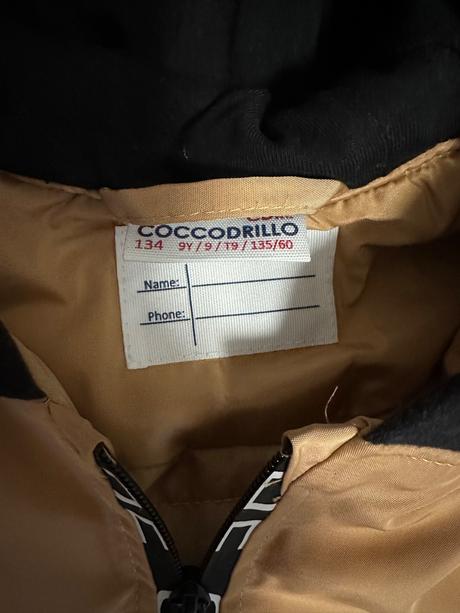 COCCODRILLO
134 9Y / 9 / T9 / 135/60
Name:
Phone: